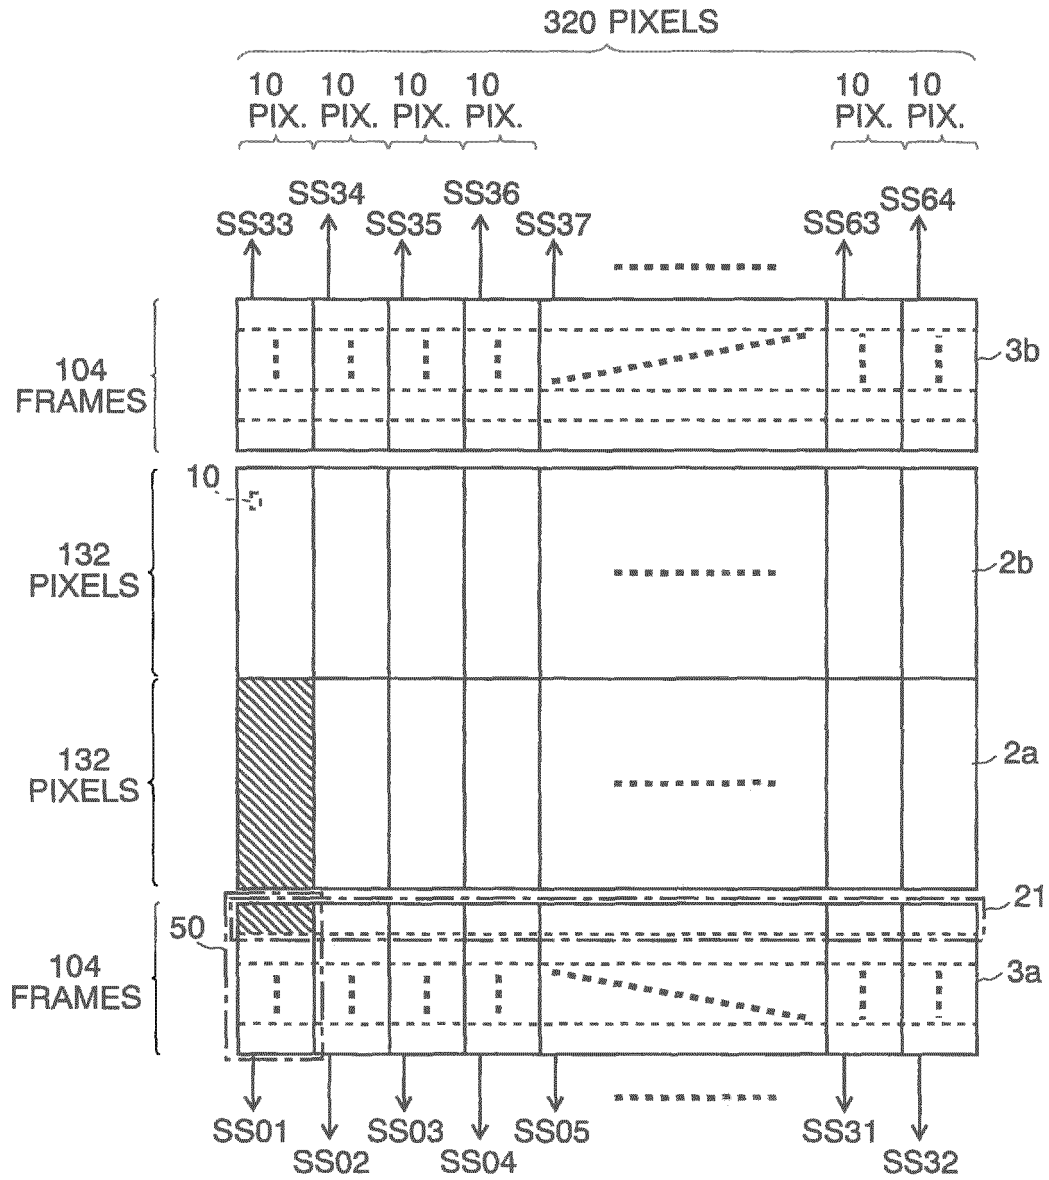 320 PIXELS
10 10 10 10 10 10
PIX. PIX. PIX. PIX. PIX. PIX.
SS34 SS36 SS64
SS33 SS35 SS37 SS63
104
FRAMES
3b
10
132
PIXELS
2b
132
PIXELS
2a
21
50
104
FRAMES
3a
SS01 SS03 SS05 SS31
SS02 SS04 SS32